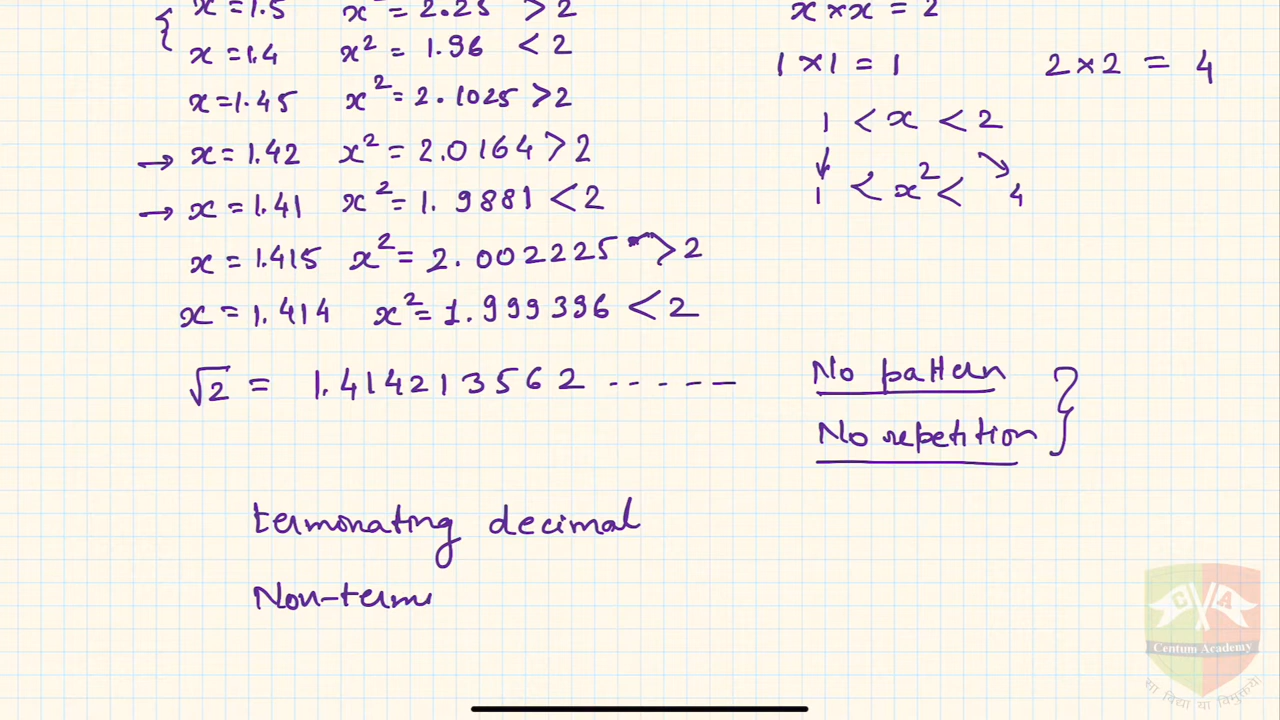 x = 1.5 x² = 2.25 > 2
x = 1.4 x² = 1.96 < 2
x = 1.45 x² = 2.1025 > 2
→ x = 1.42 x² = 2.0164 > 2
→ x = 1.41 x² = 1.9881 < 2
x = 1.415 x² = 2.002225 > 2
x = 1.414 x² = 1.999396 < 2
√2 = 1.414213562 ------
x × x = 2
1 × 1 = 1 2 × 2 = 4
1 < x < 2
1 < x² < 4
No pattern
No repetition
termonating decimal
Non-term
C A
Centum Academy
सा विद्या या विमुक्तये